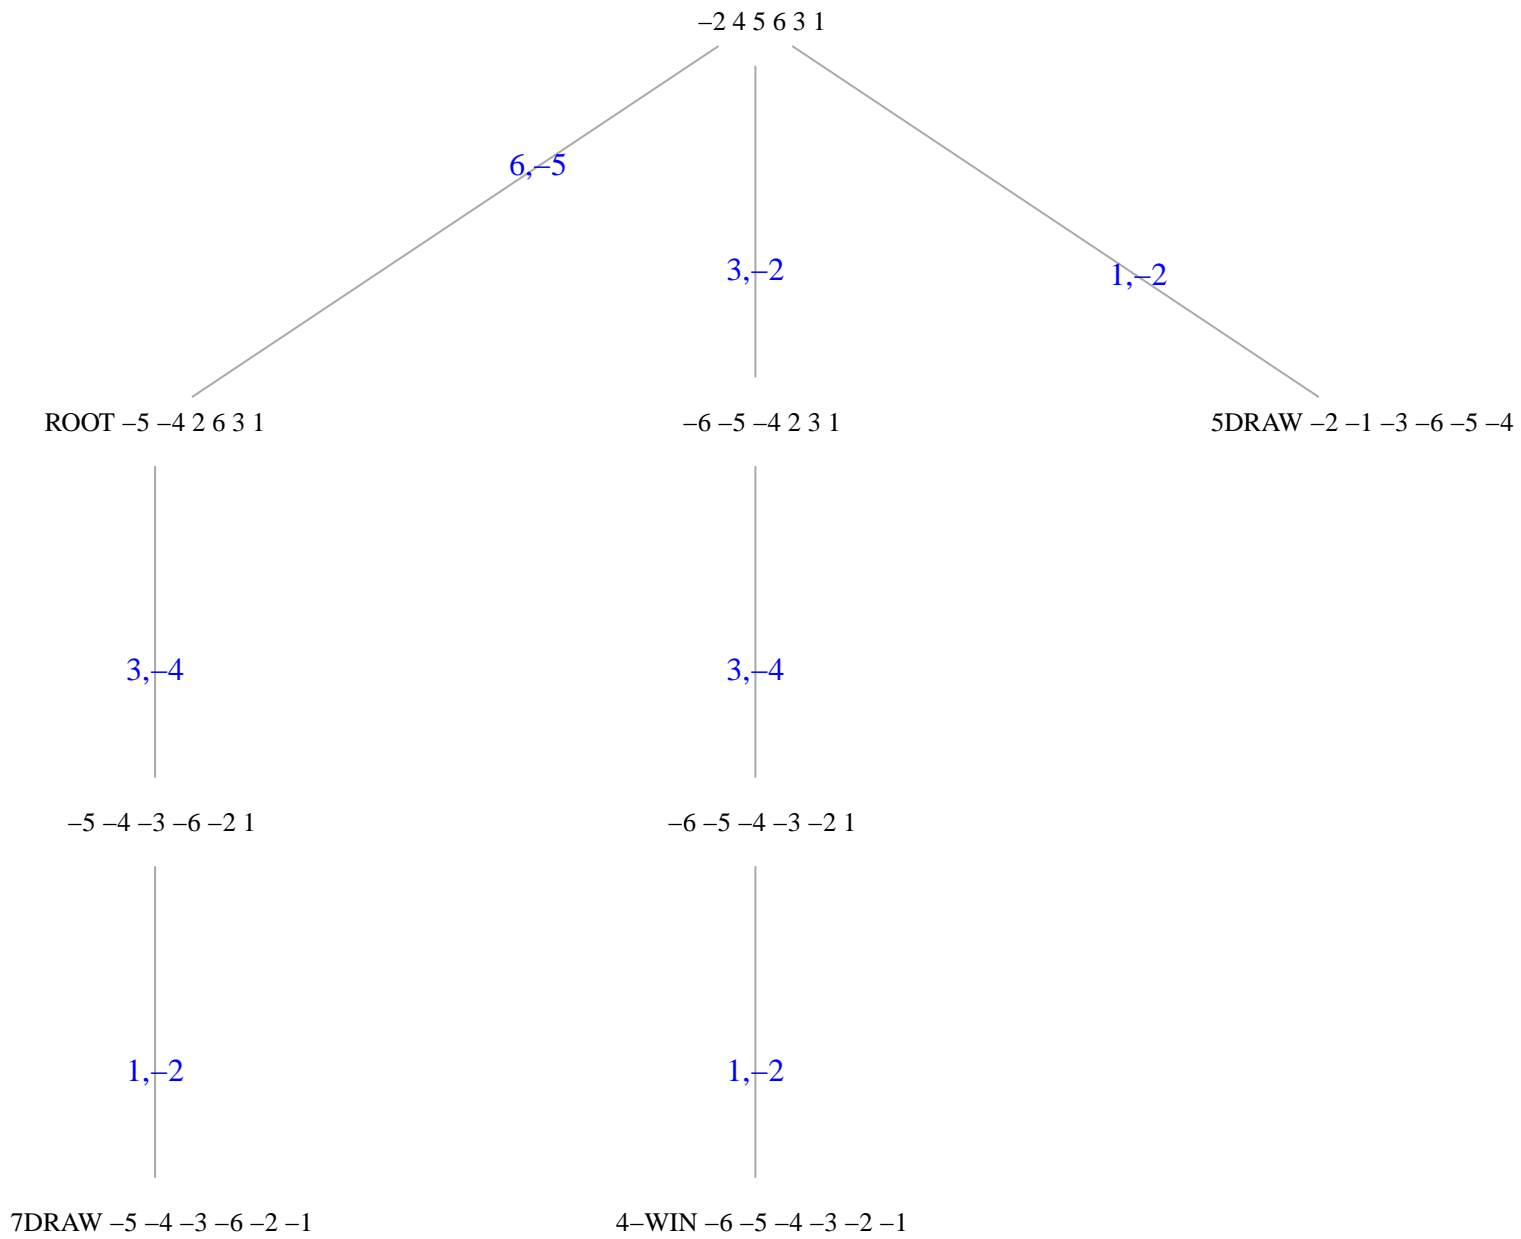 –2 4 5 6 3 1
6,–5
3,–2
1,–2
ROOT –5 –4 2 6 3 1
–6 –5 –4 2 3 1
5DRAW –2 –1 –3 –6 –5 –4
3,–4
3,–4
–5 –4 –3 –6 –2 1
–6 –5 –4 –3 –2 1
1,–2
1,–2
7DRAW –5 –4 –3 –6 –2 –1
4–WIN –6 –5 –4 –3 –2 –1